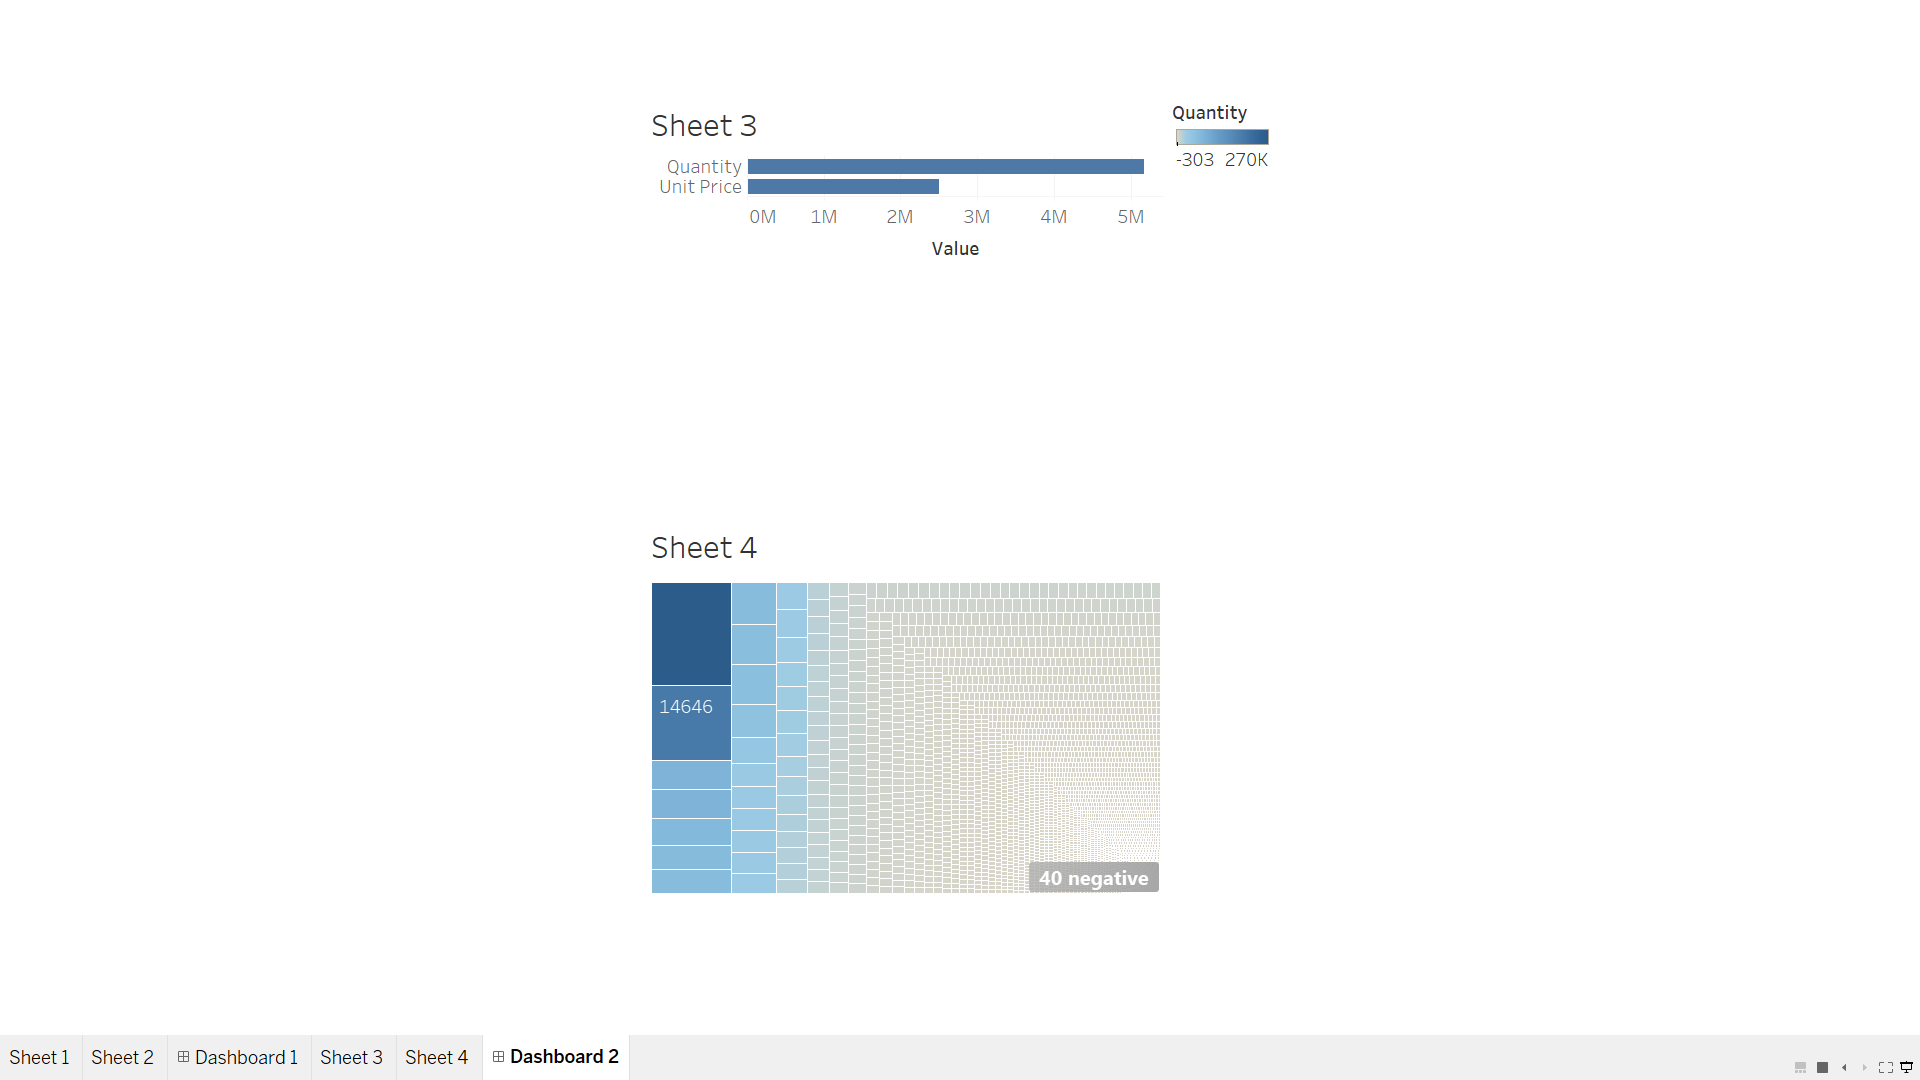 Sheet 3
Quantity
Unit Price
0M 1M 2M 3M 4M 5M
Value
Quantity
-303 270K
Sheet 4
14646
40 negative
Sheet 1 Sheet 2 Dashboard 1 Sheet 3 Sheet 4 Dashboard 2